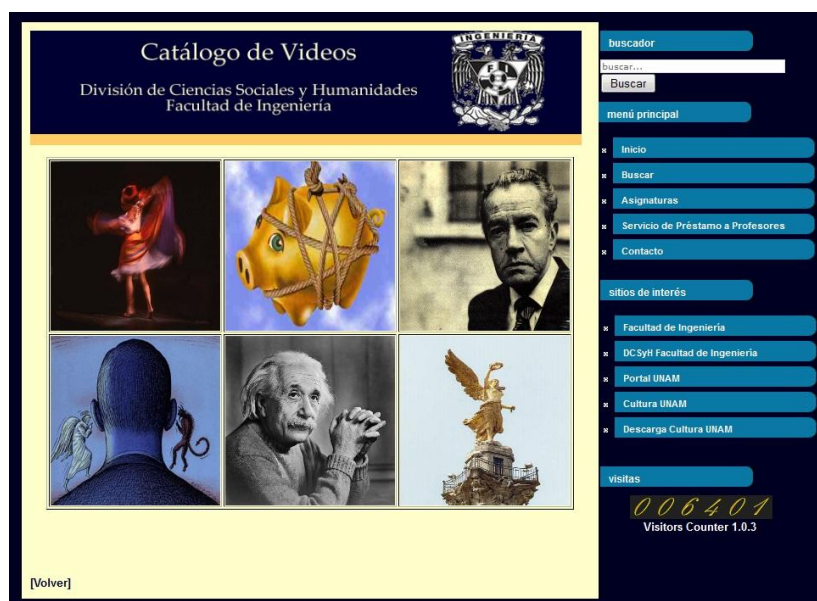 Catálogo de Videos
División de Ciencias Sociales y Humanidades
Facultad de Ingeniería
INGENIERIA
F I
[Volver]
buscador
buscar...
Buscar
menú principal
Inicio
Buscar
Asignaturas
Servicio de Préstamo a Profesores
Contacto
sitios de interés
Facultad de Ingeniería
DCSyH Facultad de Ingeniería
Portal UNAM
Cultura UNAM
Descarga Cultura UNAM
visitas
006401
Visitors Counter 1.0.3